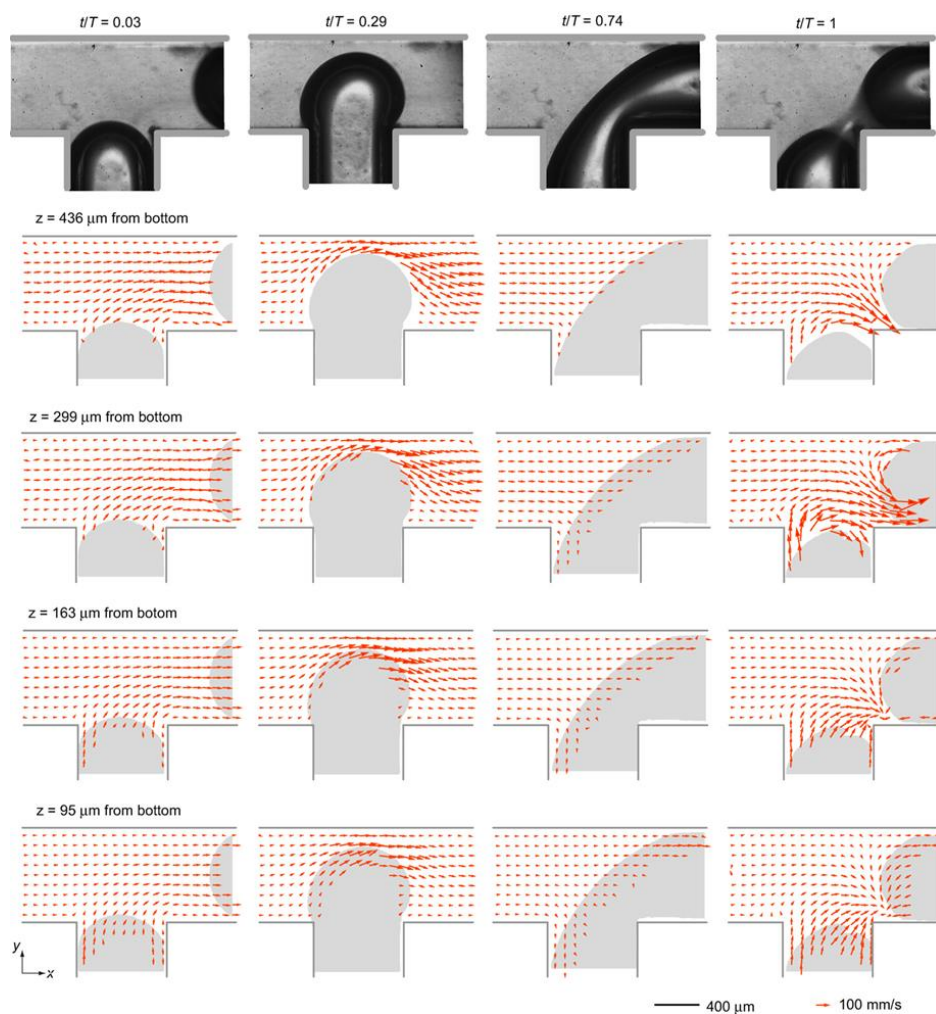 t/T = 0.03 t/T = 0.29 t/T = 0.74 t/T = 1
z = 436 µm from bottom
z = 299 µm from bottom
z = 163 µm from botom
z = 95 µm from bottom
y
x
400 µm 100 mm/s